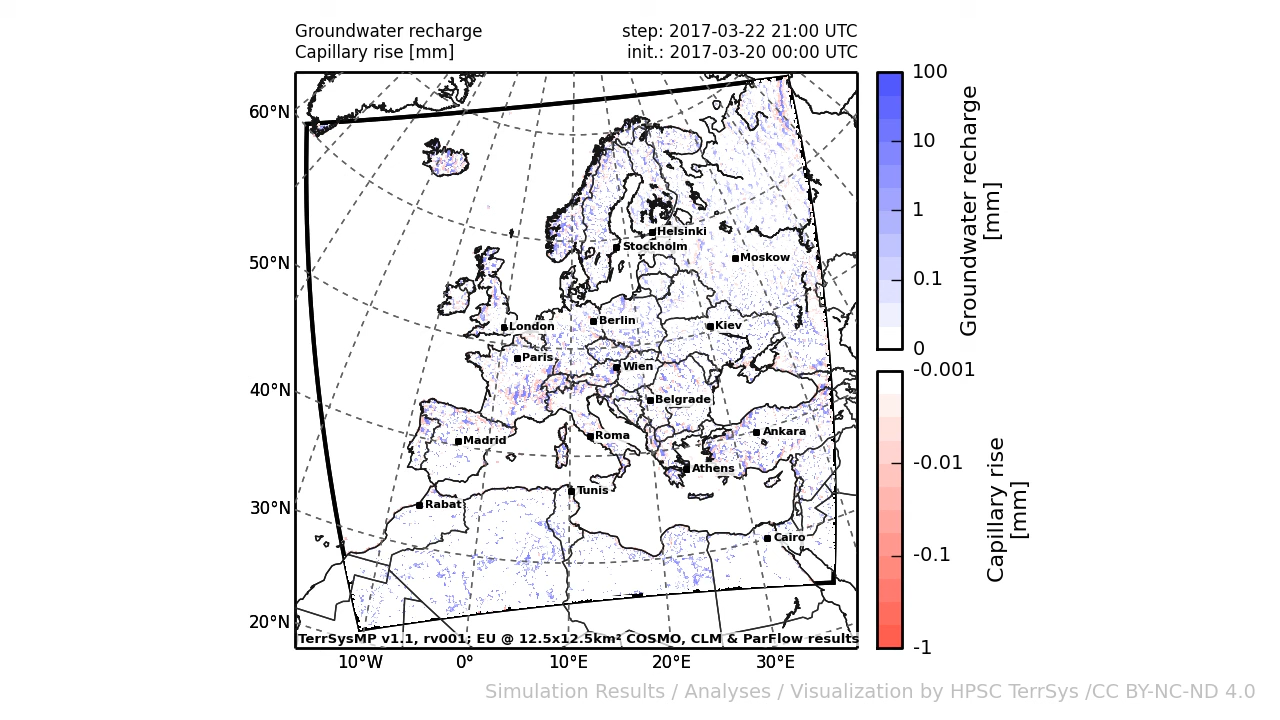 Groundwater recharge
Capillary rise [mm]
step: 2017-03-22 21:00 UTC
init.: 2017-03-20 00:00 UTC
60°N
50°N
40°N
30°N
20°N
10°W
0°
10°E
20°E
30°E
Helsinki
Stockholm
Moskow
London
Berlin
Kiev
Paris
Wien
Belgrade
Madrid
Roma
Ankara
Athens
Tunis
Rabat
Cairo
TerrSysMP v1.1, rv001; EU @ 12.5x12.5km² COSMO, CLM & ParFlow results
100
10
1
0.1
0
Groundwater recharge
[mm]
-0.001
-0.01
-0.1
-1
Capillary rise
[mm]
Simulation Results / Analyses / Visualization by HPSC TerrSys /CC BY-NC-ND 4.0